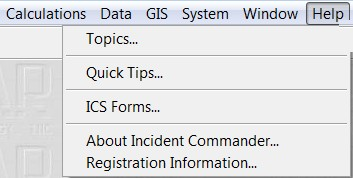 Calculations Data GIS System Window Help
Topics...
Quick Tips...
ICS Forms...
About Incident Commander...
Registration Information...